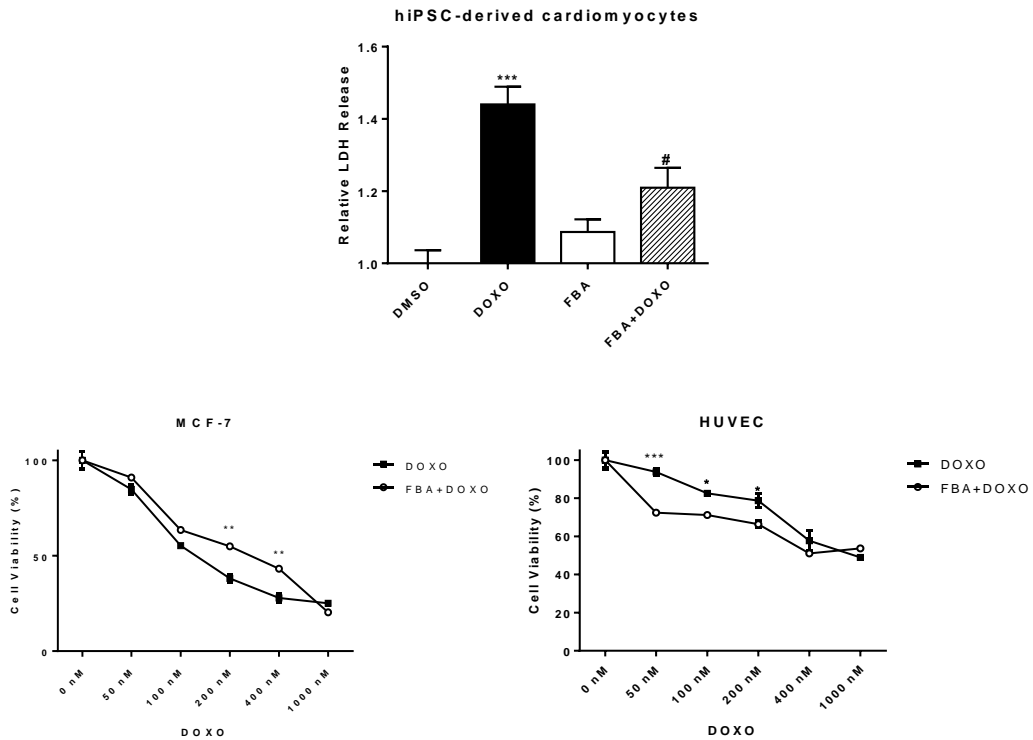 hiPSC-derived cardiomyocytes
Relative LDH Release
1.6
1.4
1.2
1.0
***
#
DMSO
DOXO
FBA
FBA+DOXO
MCF-7
Cell Viability (%)
100
50
0
**
**
0 nM
50 nM
100 nM
200 nM
400 nM
1000 nM
DOXO
DOXO
FBA+DOXO
HUVEC
Cell Viability (%)
100
80
60
40
20
0
***
*
*
0 nM
50 nM
100 nM
200 nM
400 nM
1000 nM
DOXO
DOXO
FBA+DOXO